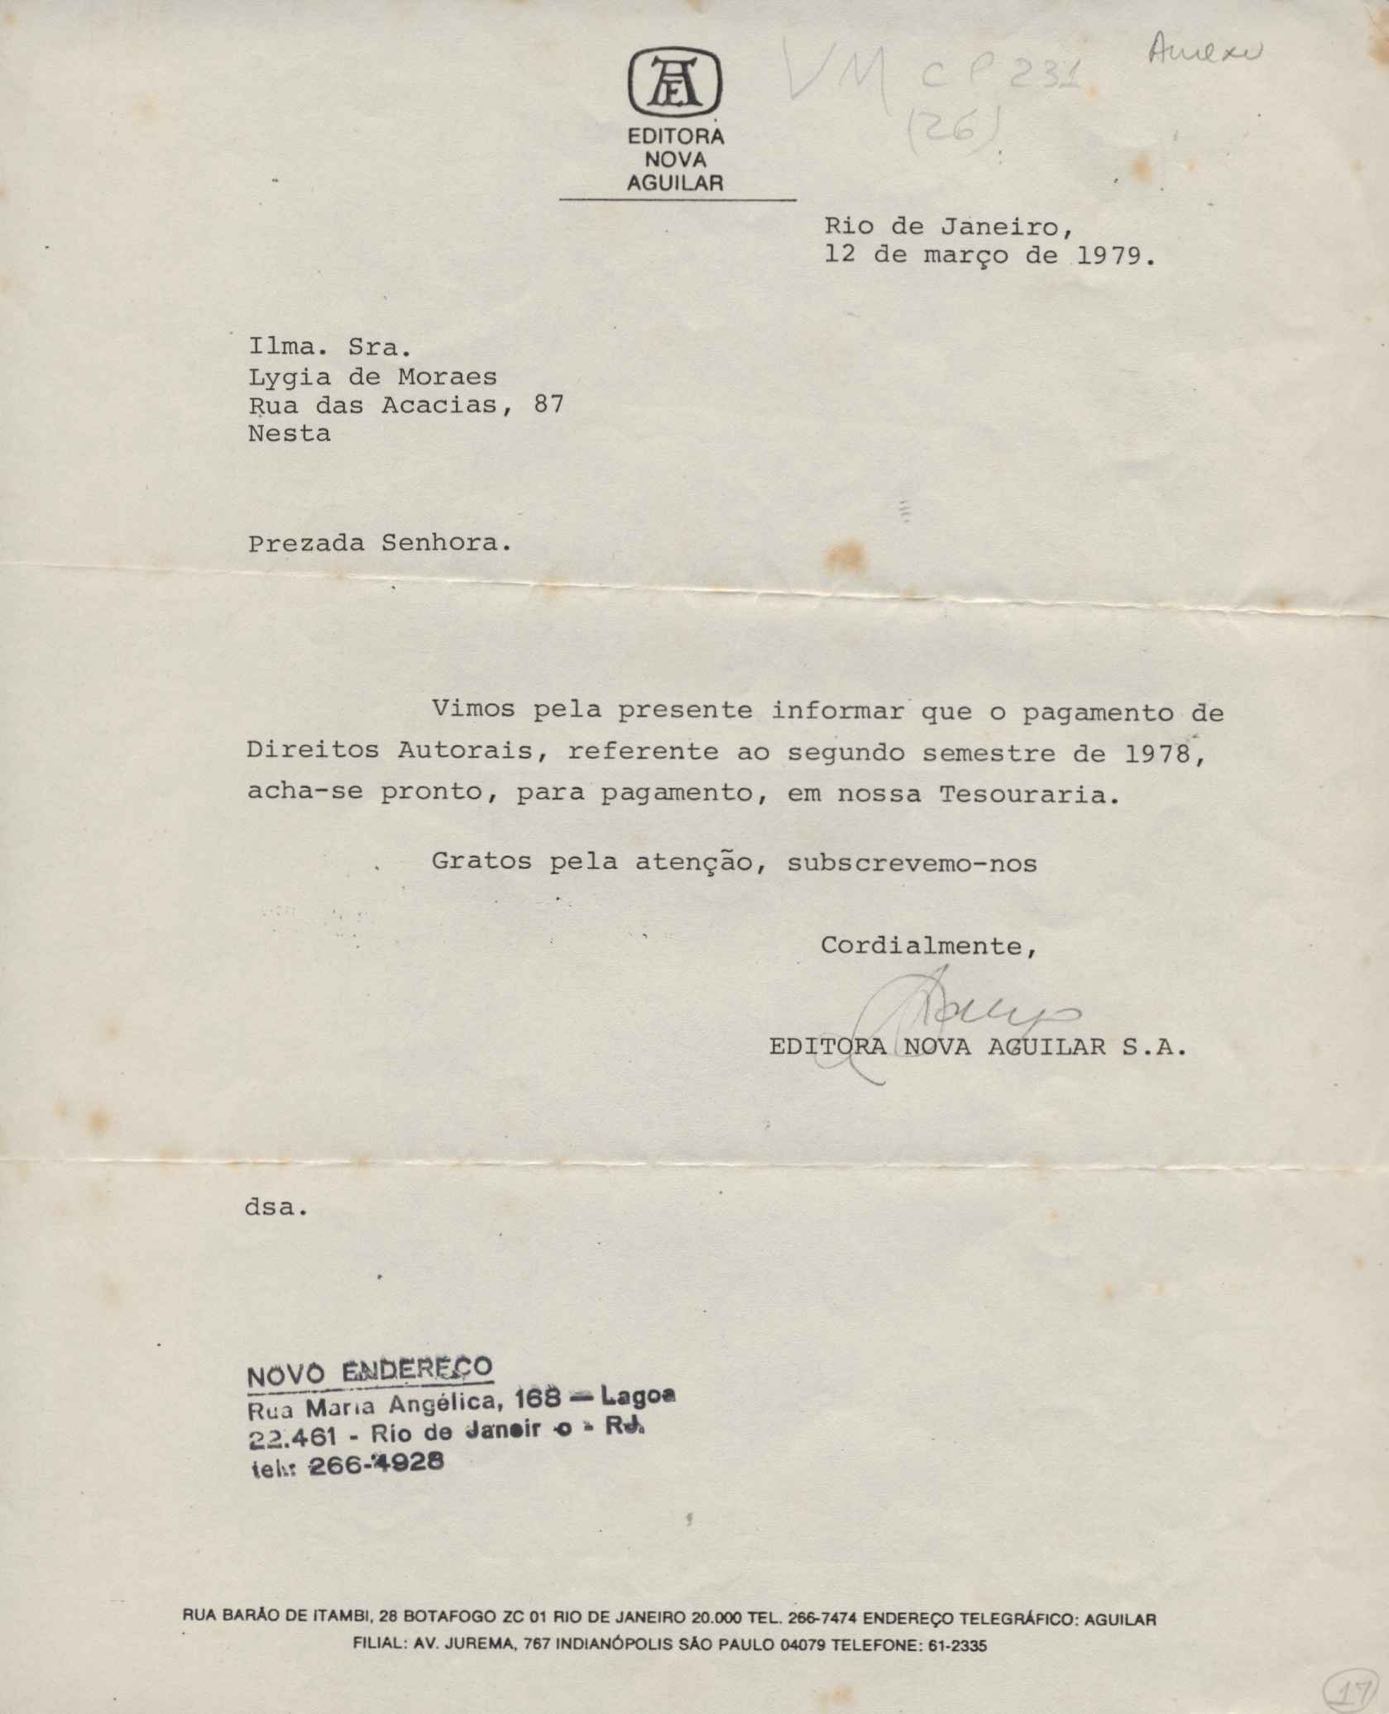 Anexo
VM CP 231
(26)
EDITORA
NOVA
AGUILAR
Rio de Janeiro,
12 de março de 1979.
Ilma. Sra.
Lygia de Moraes
Rua das Acacias, 87
Nesta
Prezada Senhora.
Vimos pela presente informar que o pagamento de
Direitos Autorais, referente ao segundo semestre de 1978,
acha-se pronto, para pagamento, em nossa Tesouraria.
Gratos pela atenção, subscrevemo-nos
Cordialmente,
EDITORA NOVA AGUILAR S.A.
dsa.
NOVO ENDEREÇO
Rua Maria Angélica, 168 — Lagoa
22.461 - Rio de Janeir o - RJ.
tel.: 266-4928
RUA BARÃO DE ITAMBI, 28 BOTAFOGO ZC 01 RIO DE JANEIRO 20.000 TEL. 266-7474 ENDEREÇO TELEGRÁFICO: AGUILAR
FILIAL: AV. JUREMA, 767 INDIANÓPOLIS SÃO PAULO 04079 TELEFONE: 61-2335
17